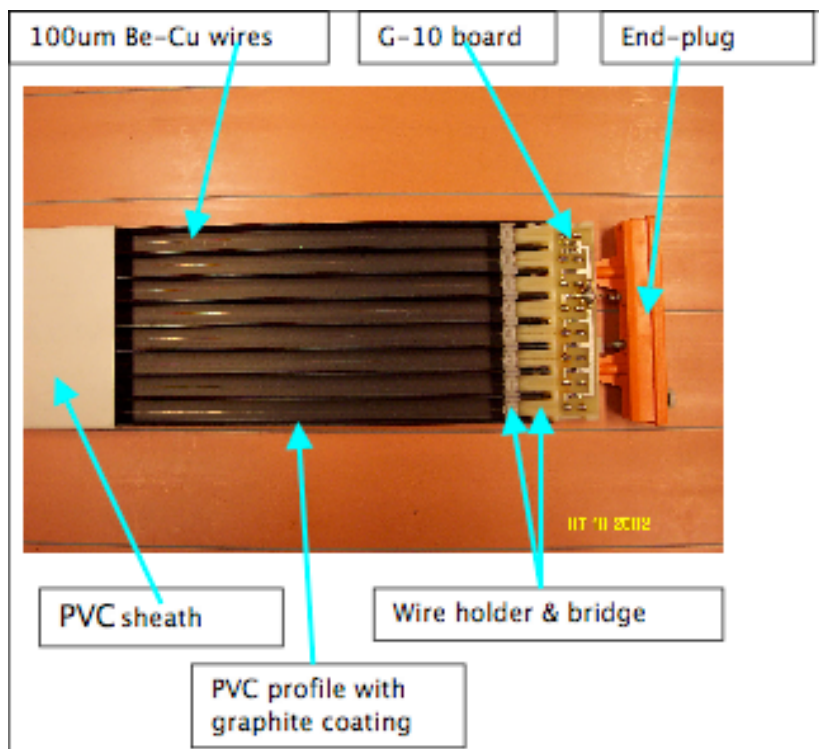 100um Be-Cu wires
G-10 board
End-plug
PVC sheath
Wire holder & bridge
PVC profile with
graphite coating